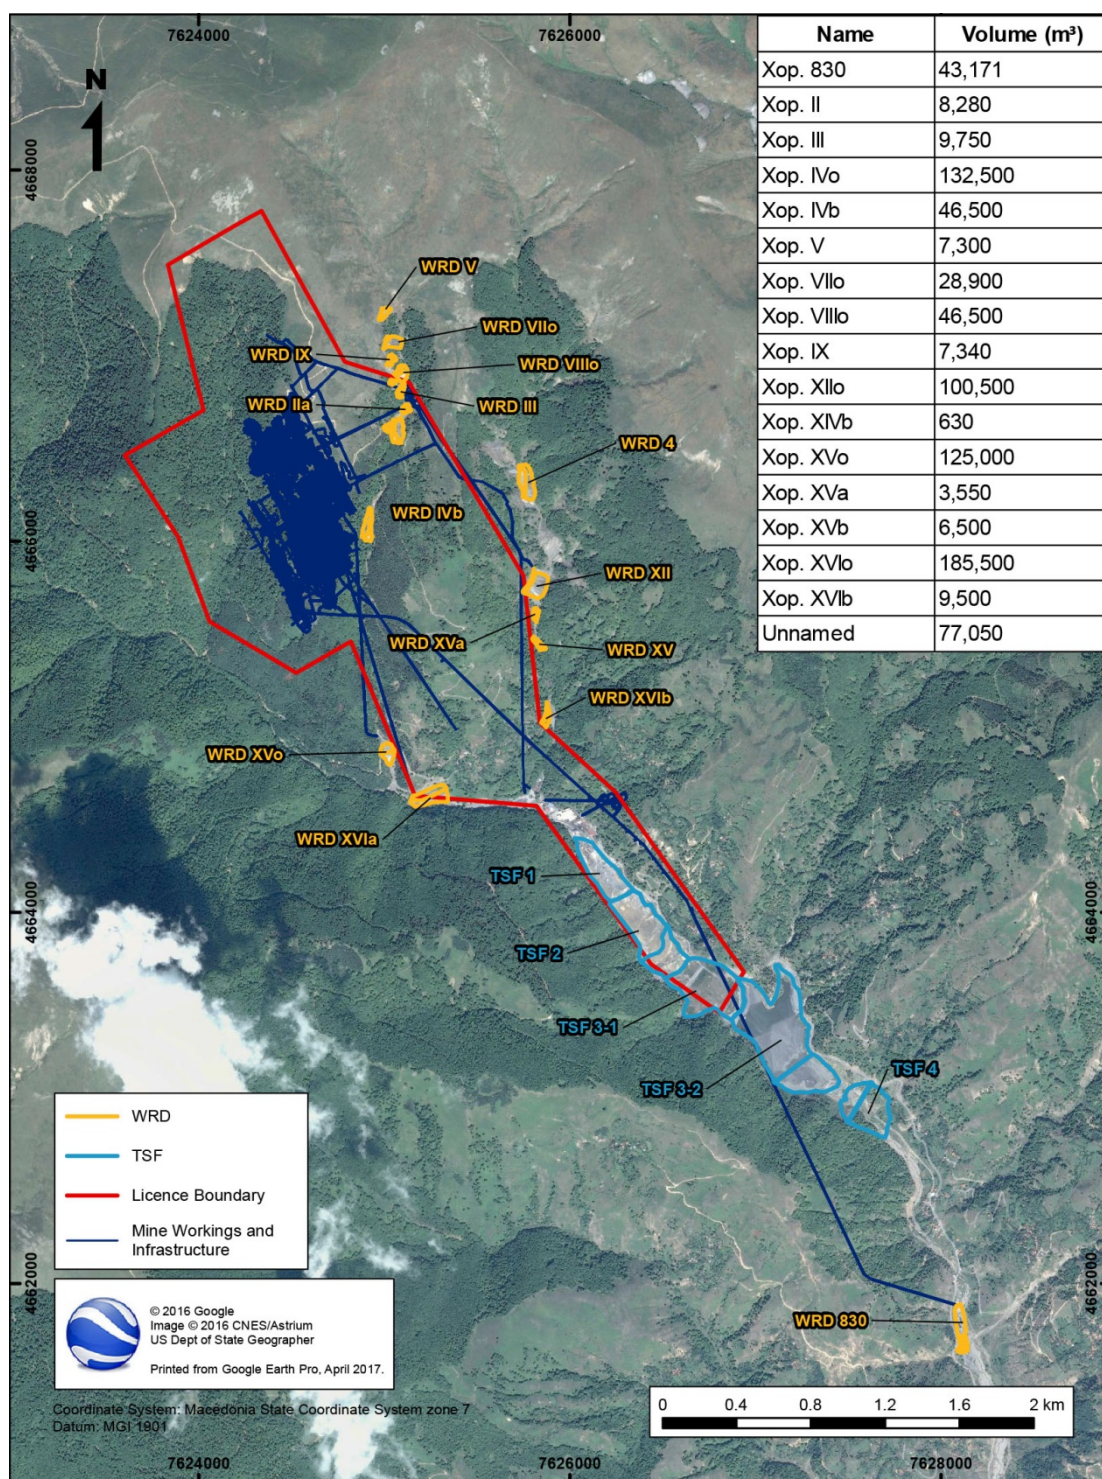 7624000
7626000
N
4668000
4666000
4664000
4662000
Name Volume (m³)
Xop. 830 43,171
Xop. II 8,280
Xop. III 9,750
Xop. IVo 132,500
Xop. IVb 46,500
Xop. V 7,300
Xop. VIIo 28,900
Xop. VIIIo 46,500
Xop. IX 7,340
Xop. XIIo 100,500
Xop. XIVb 630
Xop. XVo 125,000
Xop. XVa 3,550
Xop. XVb 6,500
Xop. XVIo 185,500
Xop. XVIb 9,500
Unnamed 77,050
WRD V
WRD VIIo
WRD IX
WRD VIIIo
WRD IIa
WRD III
WRD 4
WRD IVb
WRD XII
WRD XVa
WRD XV
WRD XVIb
WRD XVo
WRD XVIa
TSF 1
TSF 2
TSF 3-1
TSF 3-2
TSF 4
WRD 830
4664000
4662000
WRD
TSF
Licence Boundary
Mine Workings and
Infrastructure
© 2016 Google
Image © 2016 CNES/Astrium
US Dept of State Geographer
Printed from Google Earth Pro, April 2017.
Coordinate System: Macedonia State Coordinate System zone 7
Datum: MGI 1901
0 0.4 0.8 1.2 1.6 2 km
7624000
7626000
7628000